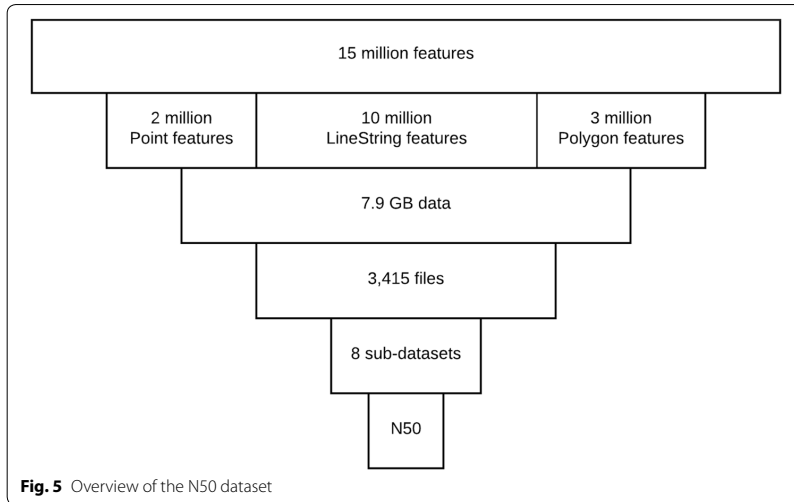 15 million features
2 million
Point features
10 million
LineString features
3 million
Polygon features
7.9 GB data
3,415 files
8 sub-datasets
N50
Fig. 5 Overview of the N50 dataset